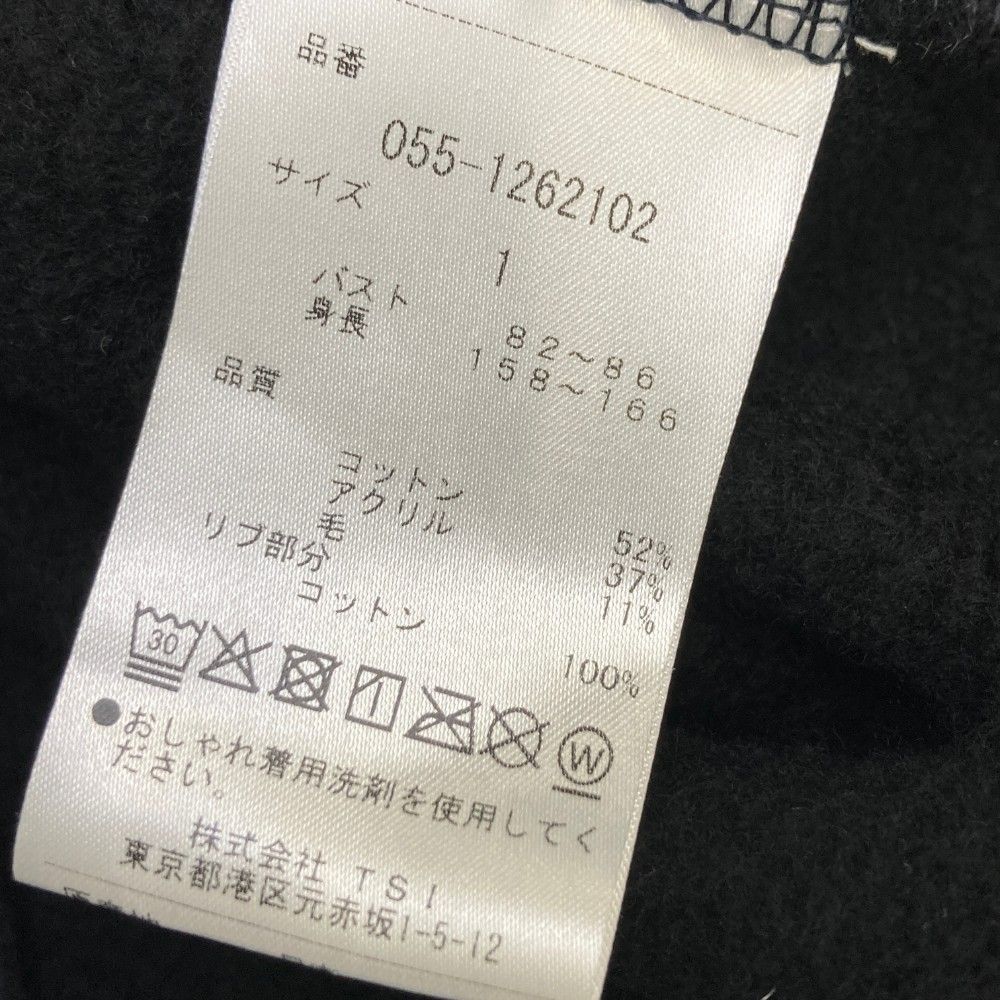 品番
055-1262102
サイズ
1
バスト 82～86
身長 158～166
品質
コットン 52%
アクリル 37%
毛 11%
リブ部分
コットン 100%
30
W
●おしゃれ着用洗剤を使用してく
ださい。
株式会社 TSI
東京都港区元赤坂1-5-12